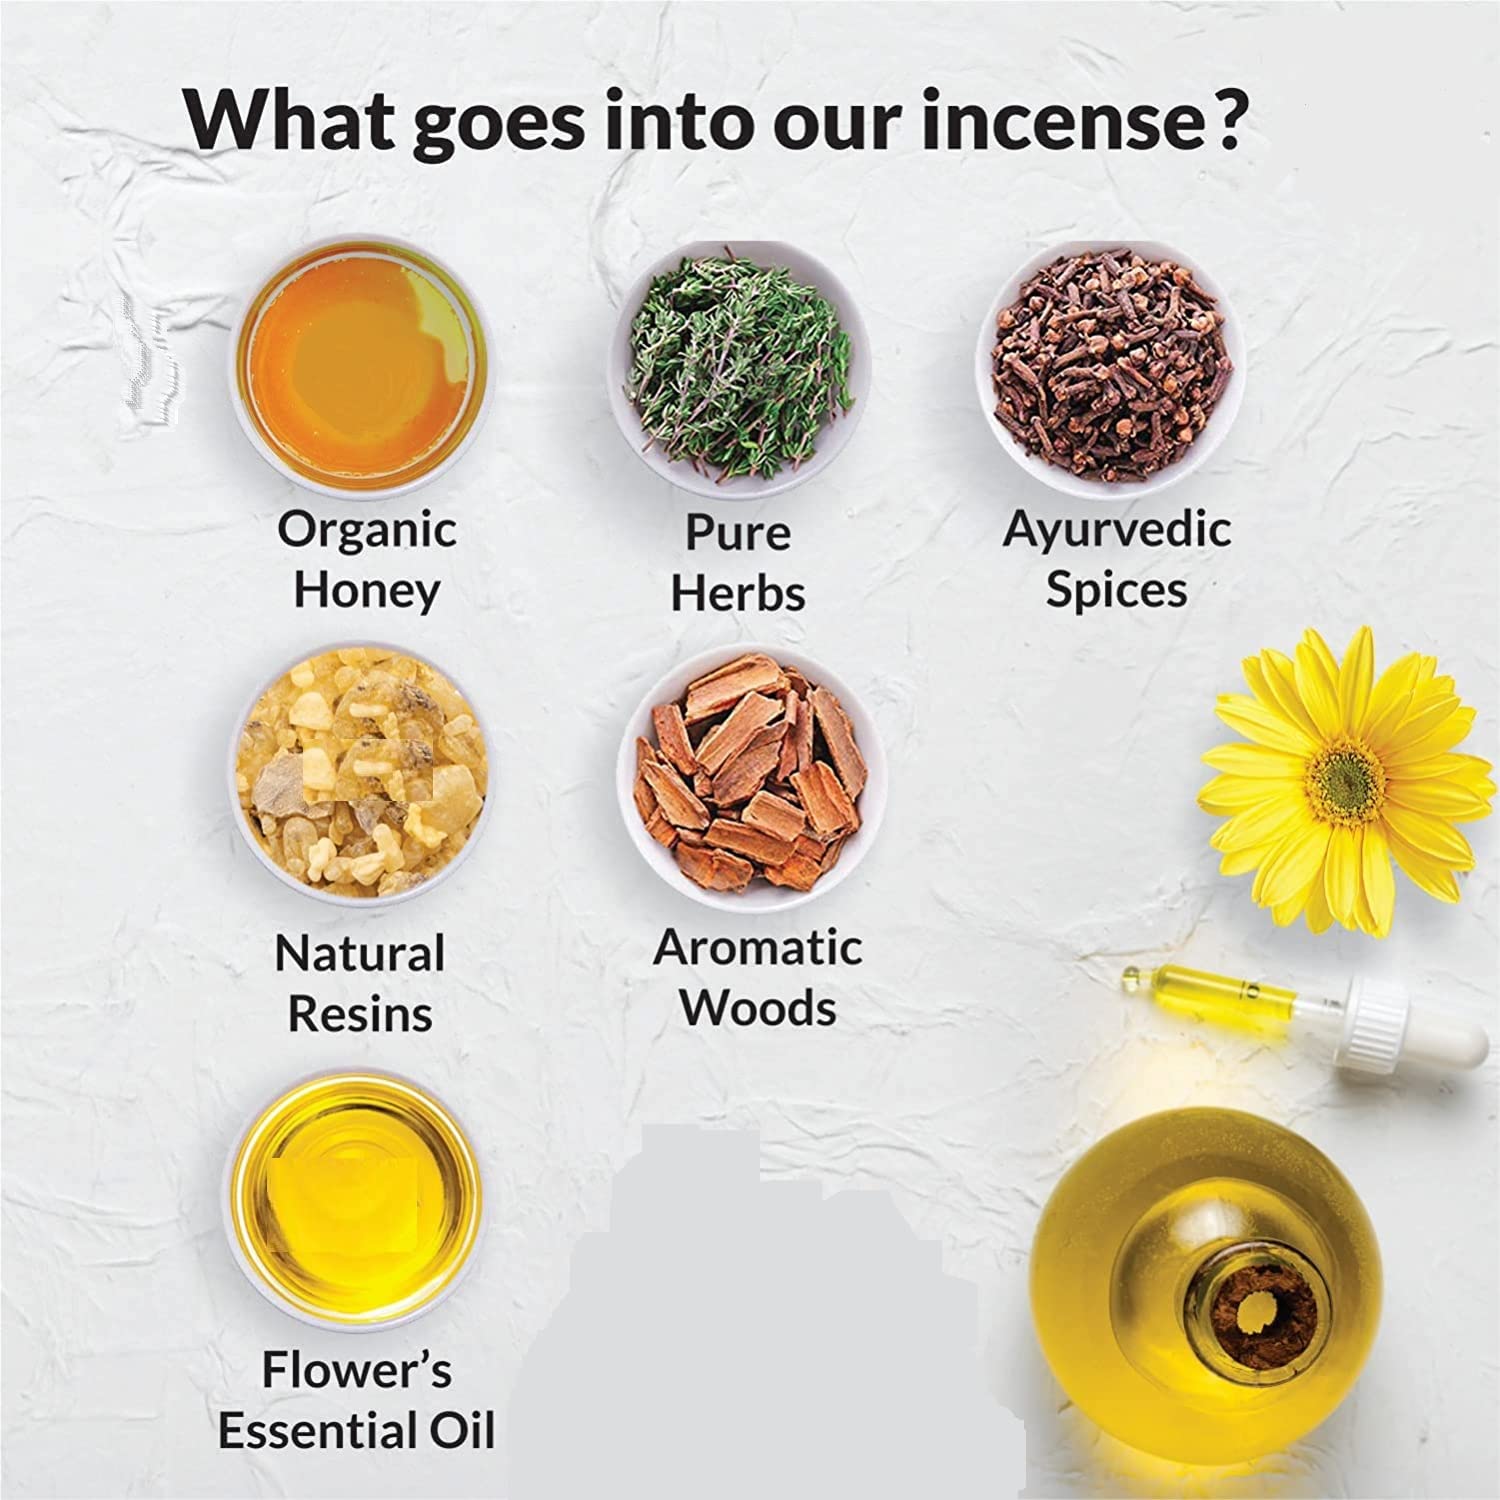 What goes into our incense?
Organic
Honey
Pure
Herbs
Ayurvedic
Spices
Natural
Resins
Aromatic
Woods
Flower’s
Essential Oil